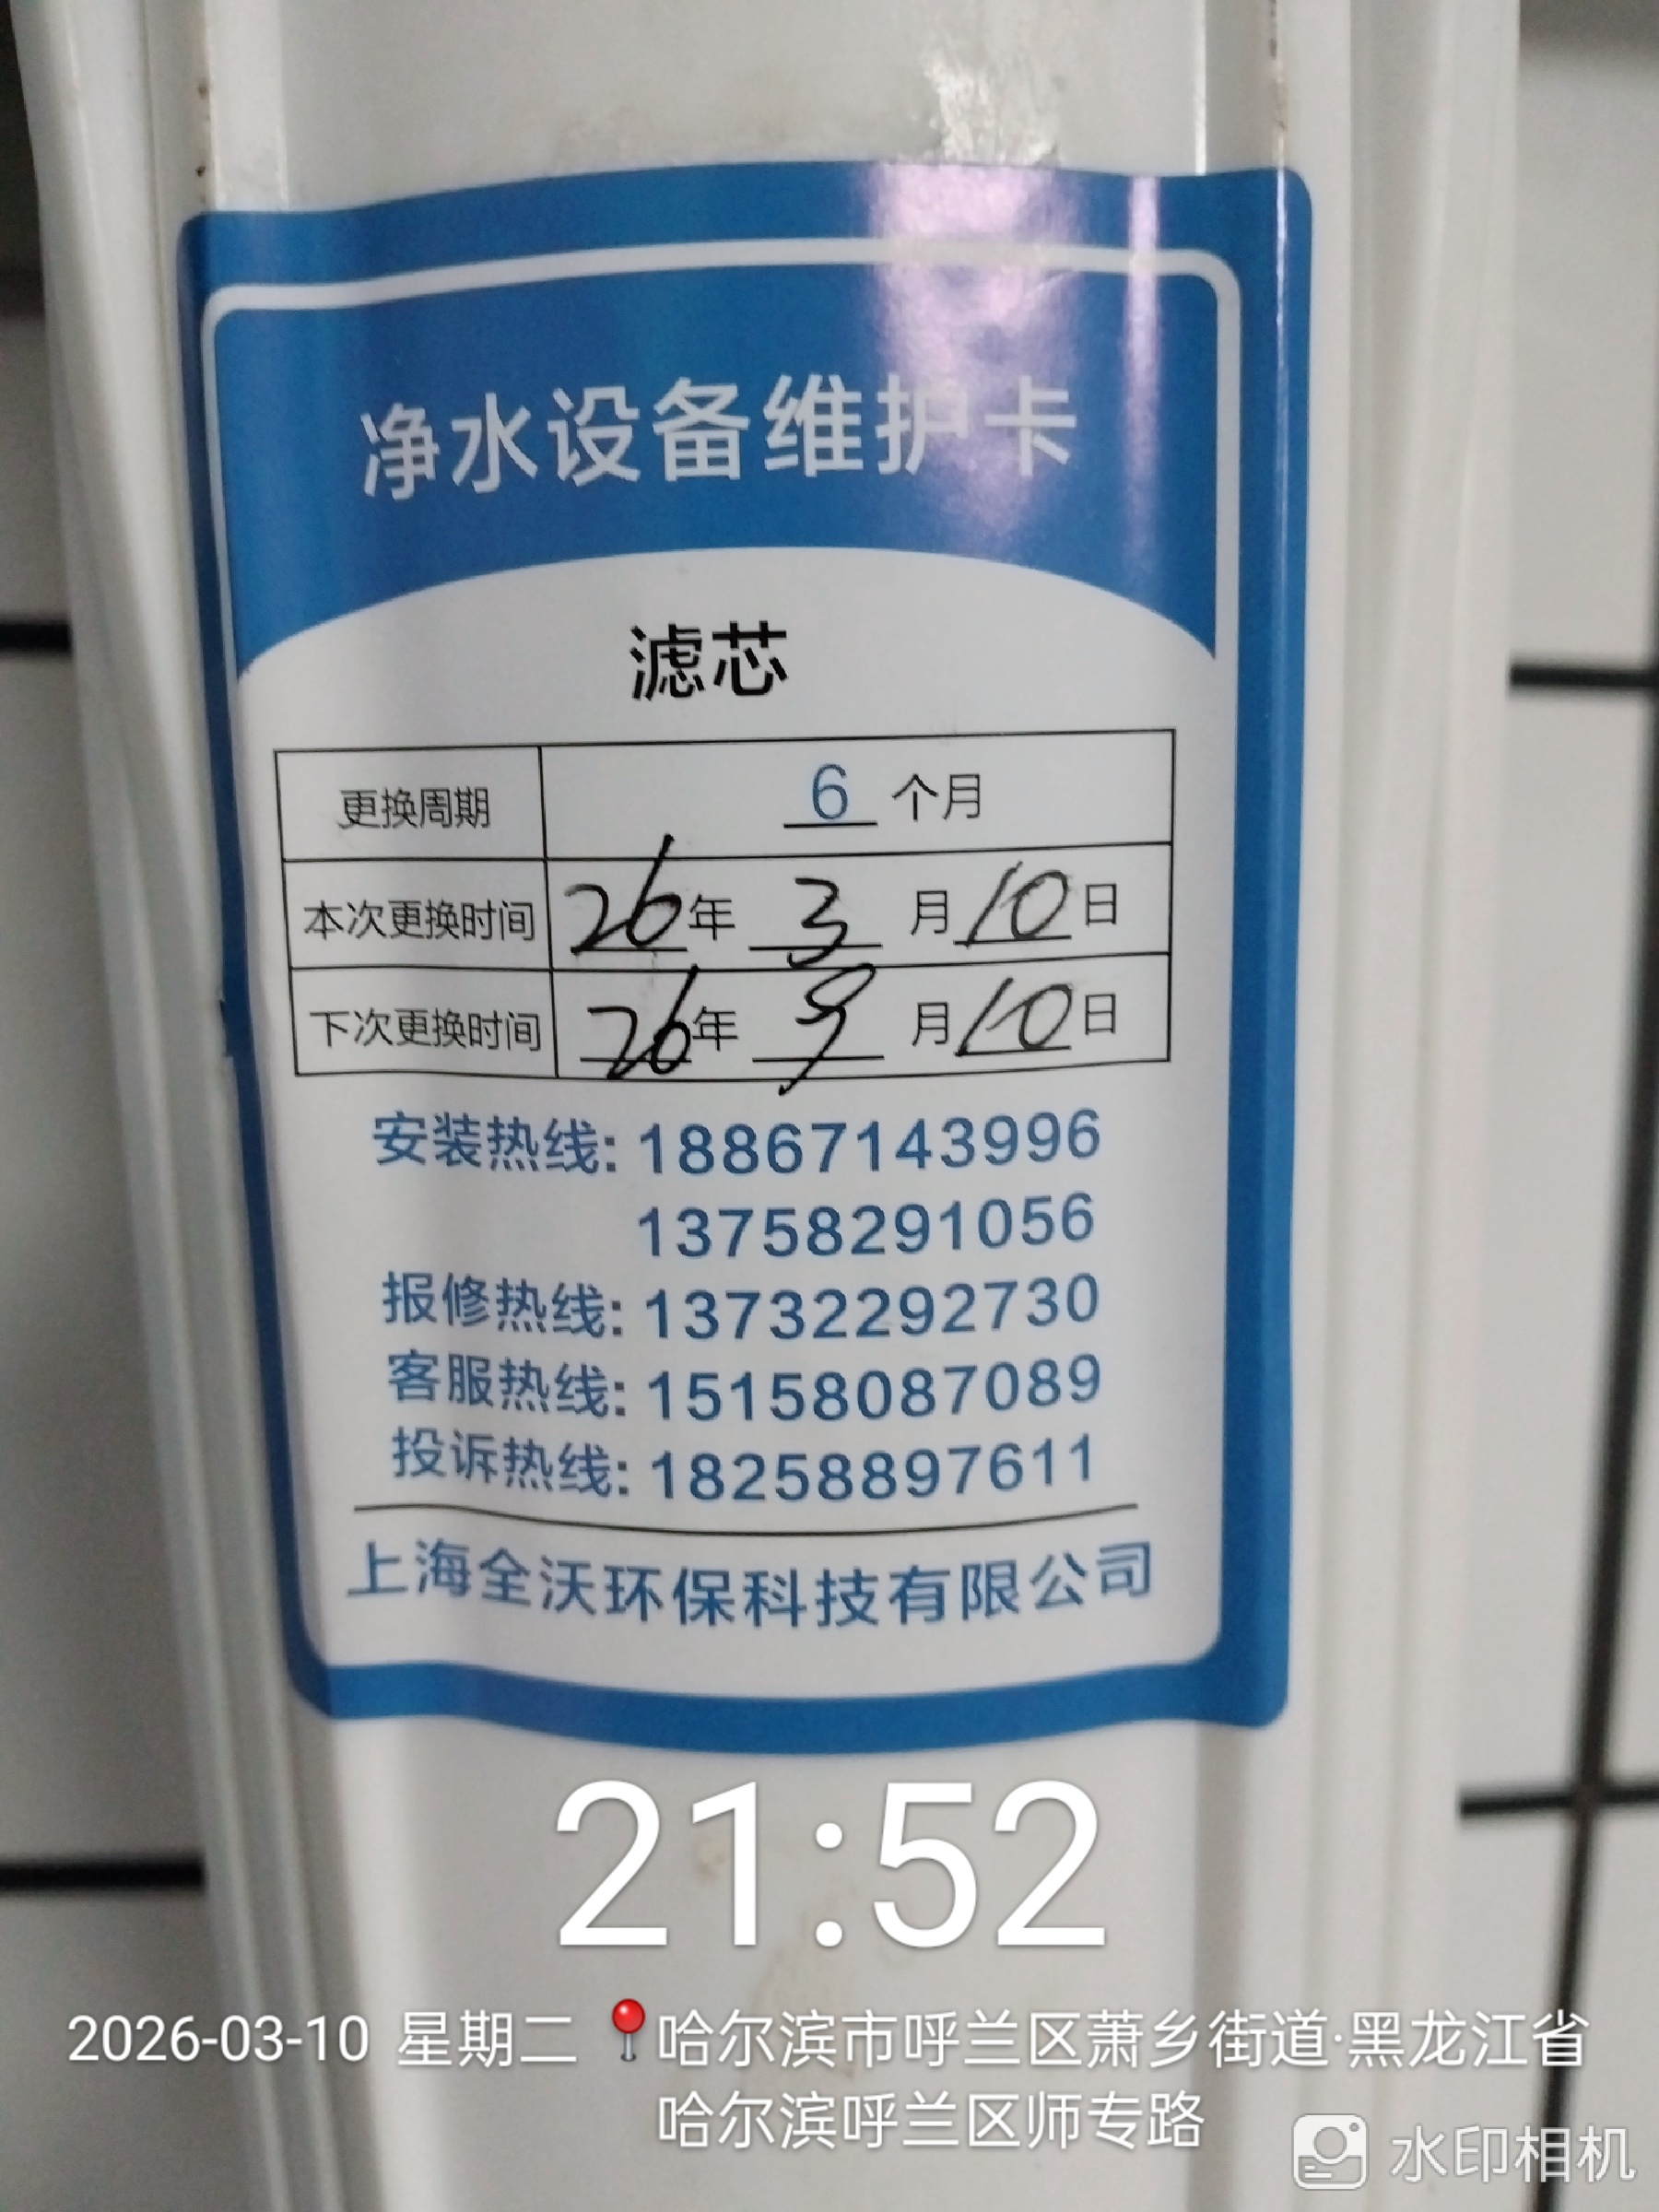 净水设备维护卡
滤芯
更换周期 6 个月
本次更换时间 26年 3 月 10日
下次更换时间 26年 9 月 10日
安装热线: 18867143996
13758291056
报修热线: 13732292730
客服热线: 15158087089
投诉热线: 18258897611
上海全沃环保科技有限公司
21:52
2026-03-10 星期二 哈尔滨市呼兰区萧乡街道·黑龙江省
哈尔滨呼兰区师专路
水印相机